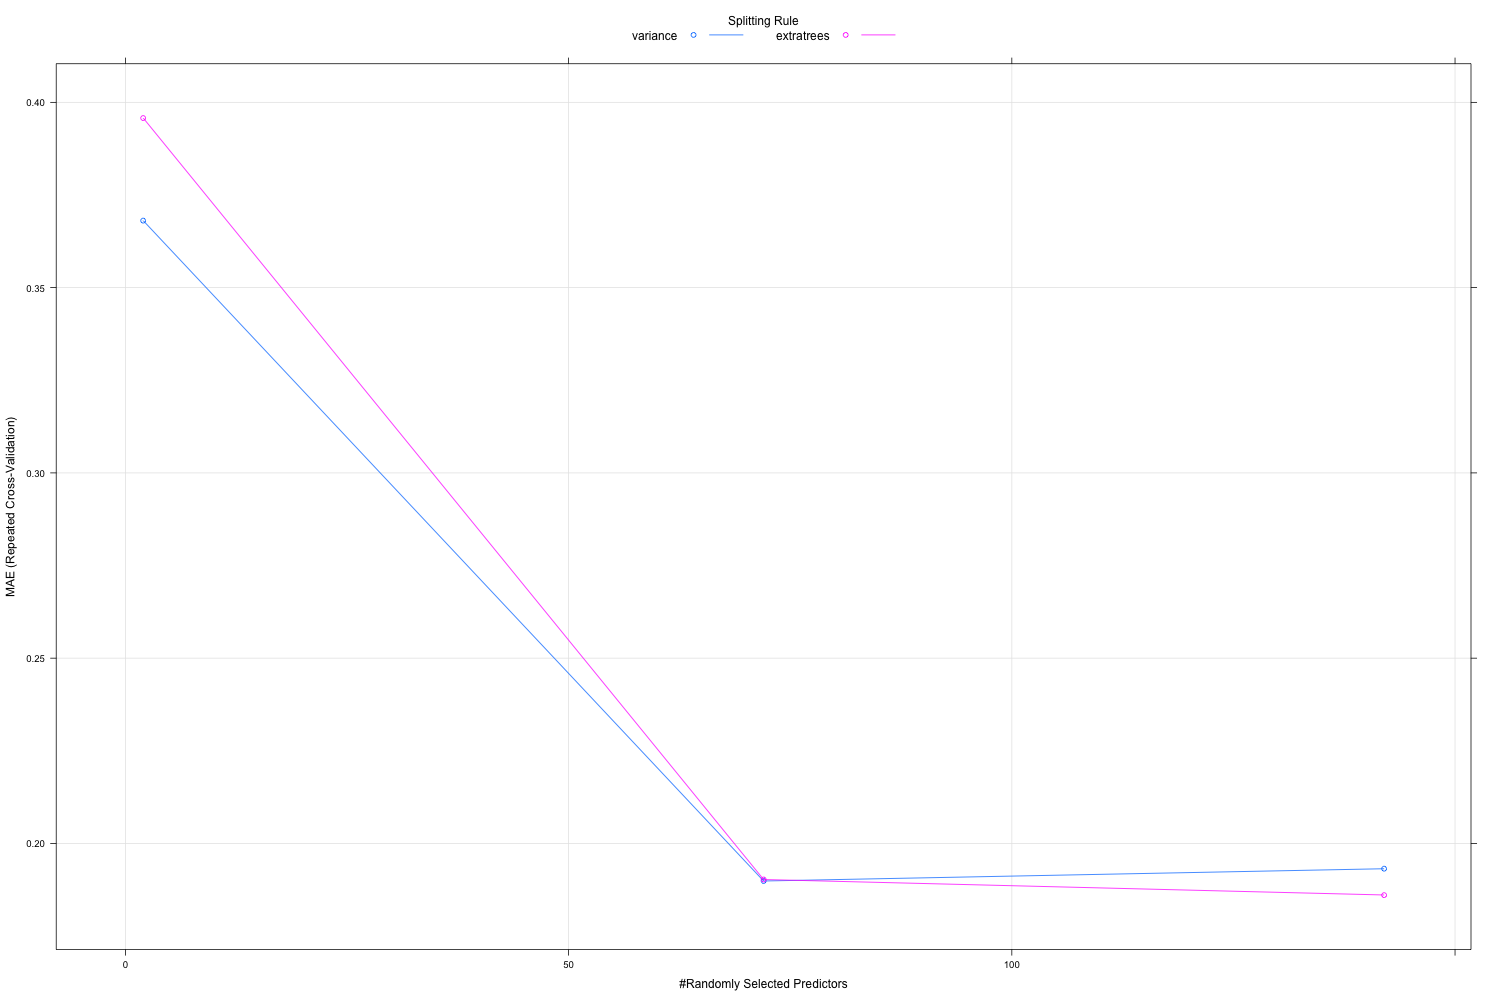 Splitting Rule
variance extratrees
0.40
0.35
0.30
0.25
0.20
MAE (Repeated Cross-Validation)
0 50 100
#Randomly Selected Predictors